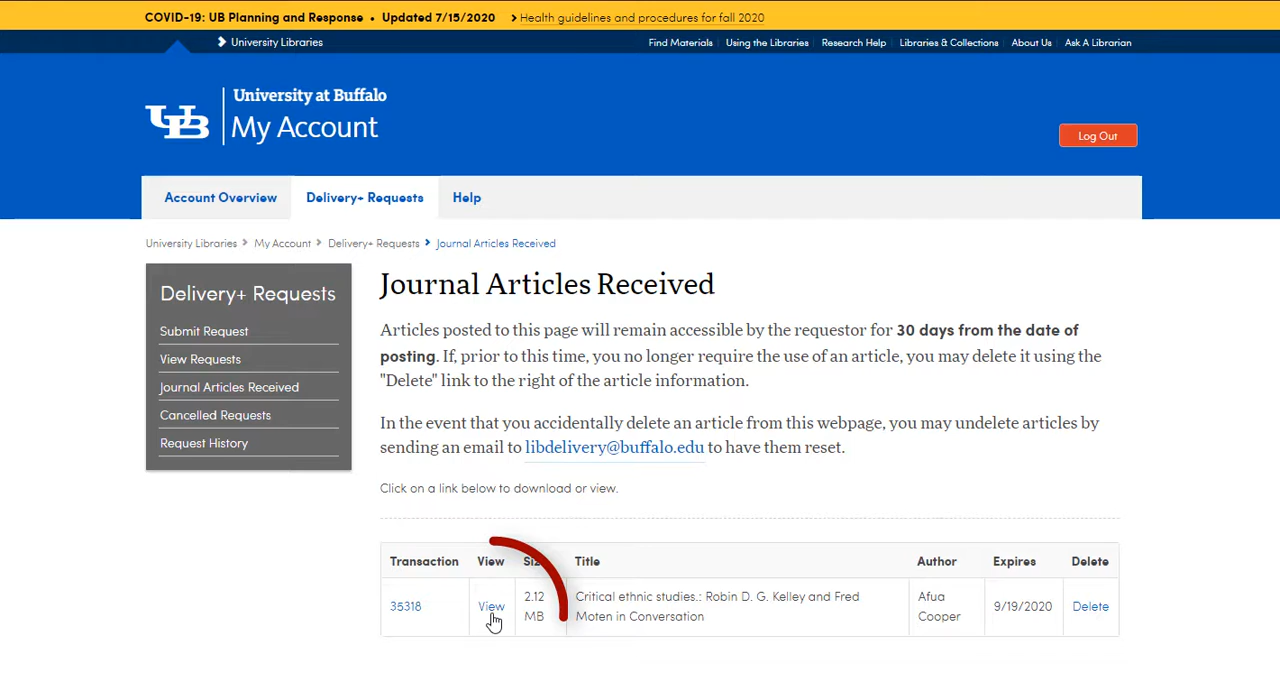 COVID-19: UB Planning and Response • Updated 7/15/2020 Health guidelines and procedures for fall 2020
University Libraries Find Materials Using the Libraries Research Help Libraries & Collections About Us Ask A Librarian
UB University at Buffalo
My Account
Log Out
Account Overview Delivery+ Requests Help
University Libraries > My Account > Delivery+ Requests > Journal Articles Received
Delivery+ Requests
Submit Request
View Requests
Journal Articles Received
Cancelled Requests
Request History
Journal Articles Received
Articles posted to this page will remain accessible by the requestor for 30 days from the date of
posting. If, prior to this time, you no longer require the use of an article, you may delete it using the
"Delete" link to the right of the article information.
In the event that you accidentally delete an article from this webpage, you may undelete articles by
sending an email to libdelivery@buffalo.edu to have them reset.
Click on a link below to download or view.
Transaction View Title Author Expires Delete
35318 View 2.12 MB Critical ethnic studies.: Robin D. G. Kelley and Fred Moten in Conversation Afua Cooper 9/19/2020 Delete